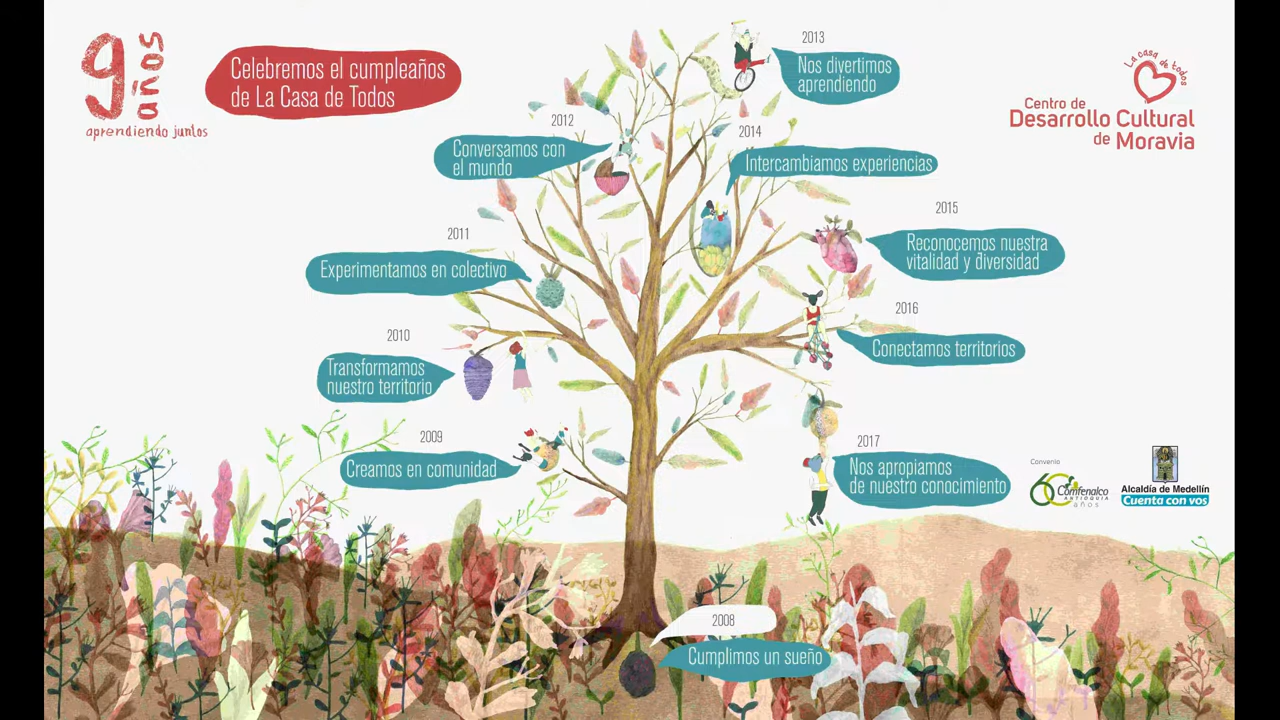 9 años
aprendiendo juntos
Celebremos el cumpleaños
de La Casa de Todos
La casa de todos
Centro de
Desarrollo Cultural
de Moravia
2013
Nos divertimos
aprendiendo
2012
Conversamos con
el mundo
2014
Intercambiamos experiencias
2015
Reconocemos nuestra
vitalidad y diversidad
2011
Experimentamos en colectivo
2016
Conectamos territorios
2010
Transformamos
nuestro territorio
2009
Creamos en comunidad
2017
Nos apropiamos
de nuestro conocimiento
Convenio
60 Comfenalco
ANTIOQUIA
años
Alcaldía de Medellín
Cuenta con vos
2008
Cumplimos un sueño